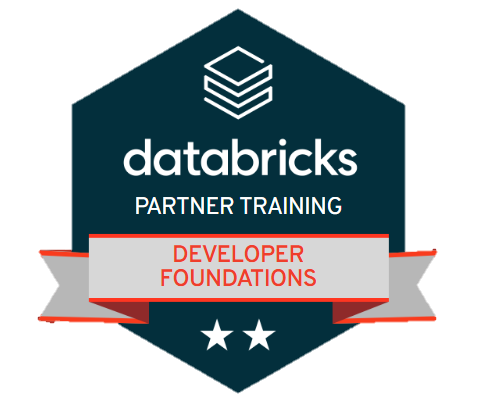 databricks
PARTNER TRAINING
DEVELOPER
FOUNDATIONS